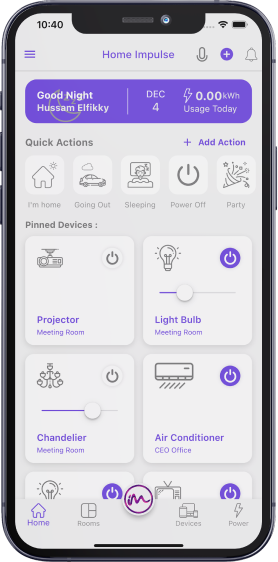 10:40
Home Impulse
Good Night
Hussam Elfikky
DEC
4
0.00kWh
Usage Today
Quick Actions
+ Add Action
I'm home
Going Out
Sleeping
Power Off
Party
Pinned Devices :
Projector
Meeting Room
Light Bulb
Meeting Room
Chandelier
Meeting Room
Air Conditioner
CEO Office
iM
Home
Rooms
Devices
Power